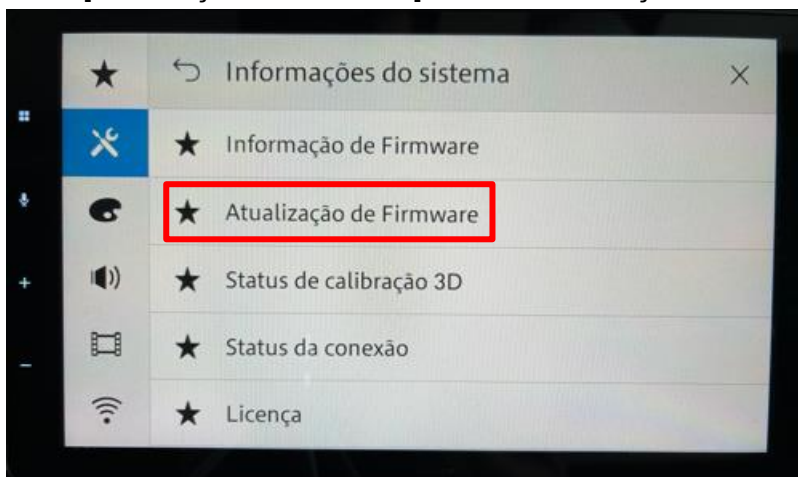 Informações do sistema
Informação de Firmware
Atualização de Firmware
Status de calibração 3D
Status da conexão
Licença